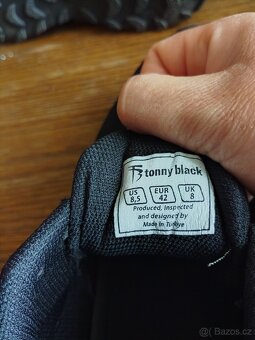 tonny black
US EUR UK
8,5 42 8
Produced, Inspected
and designed by
Made in Türkiye
© Bazos.cz